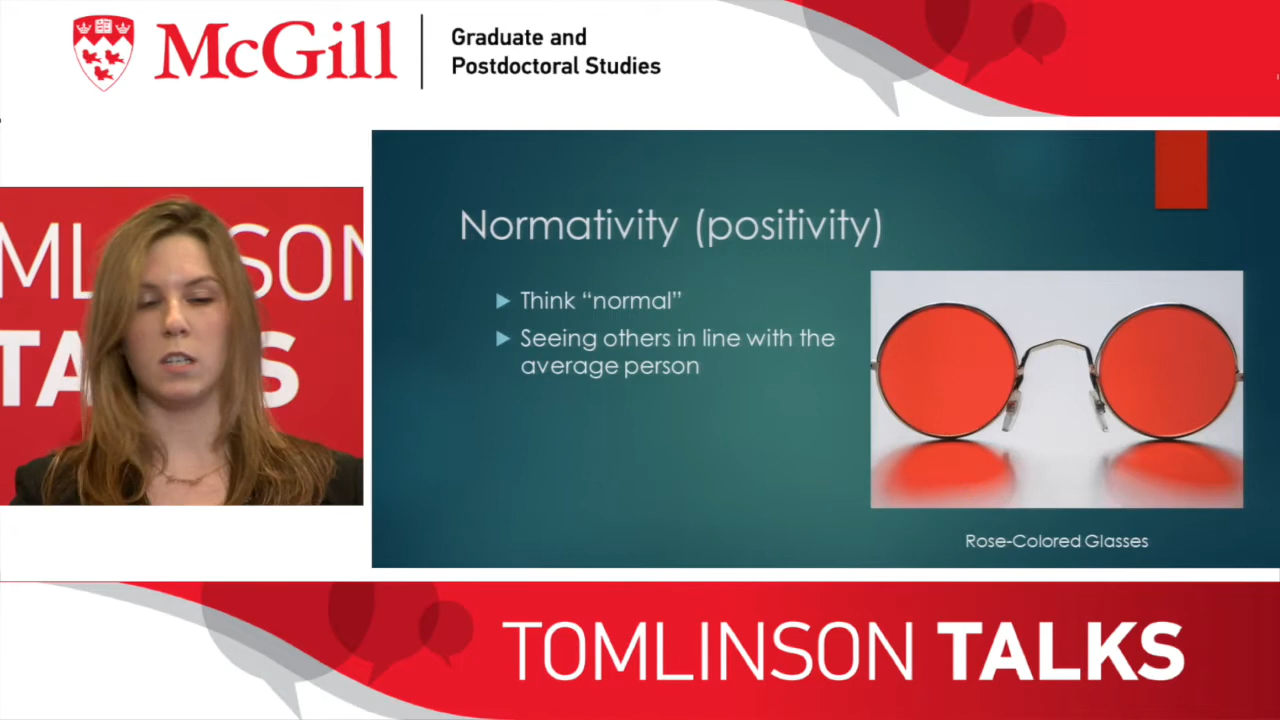 McGill
Graduate and
Postdoctoral Studies
Normativity (positivity)
Think “normal”
Seeing others in line with the
average person
Rose-Colored Glasses
TOMLINSON TALKS